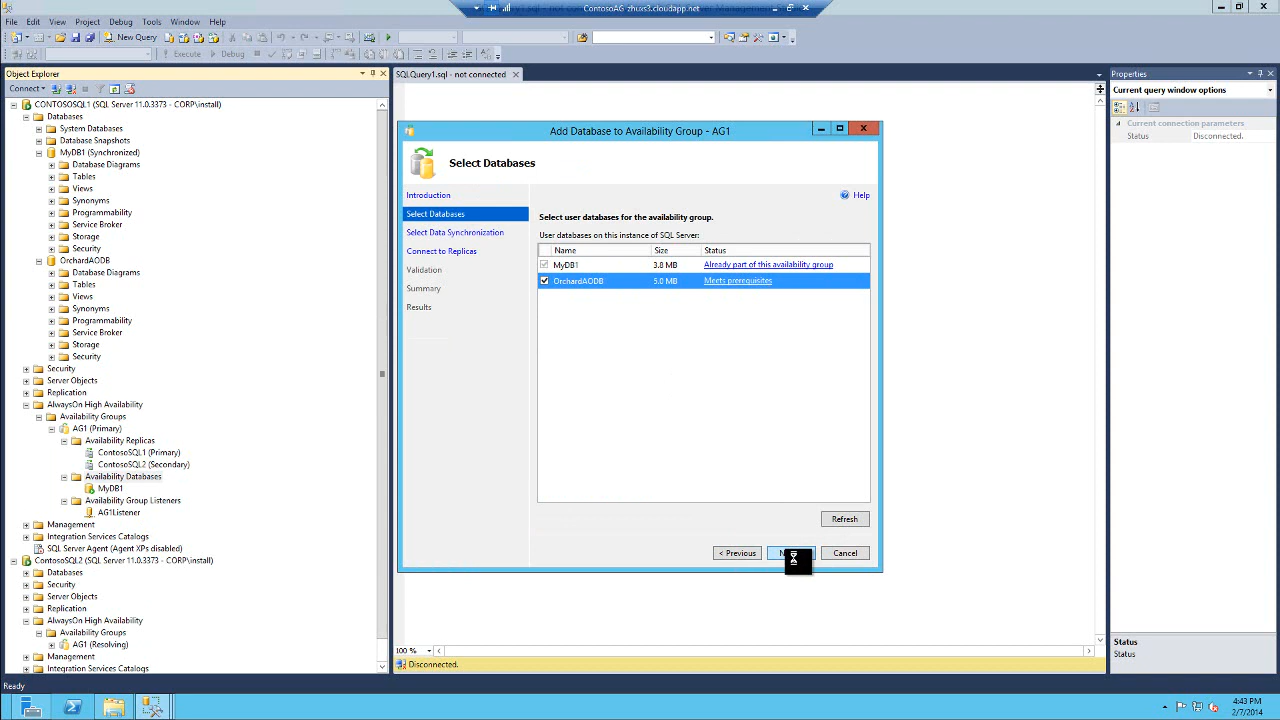 ContosoAG zhuxs3.cloudapp.net
File Edit View Project Debug Tools Window Help
New Query
Execute Debug
Object Explorer
Connect
CONTOSOSQL1 (SQL Server 11.0.3373 - CORP\install)
Databases
System Databases
Database Snapshots
MyDB1 (Synchronized)
Database Diagrams
Tables
Views
Synonyms
Programmability
Service Broker
Storage
Security
OrchardAODB
Database Diagrams
Tables
Views
Synonyms
Programmability
Service Broker
Storage
Security
Security
Server Objects
Replication
AlwaysOn High Availability
Availability Groups
AG1 (Primary)
Availability Replicas
ContosoSQL1 (Primary)
ContosoSQL2 (Secondary)
Availability Databases
MyDB1
Availability Group Listeners
AG1Listener
Management
Integration Services Catalogs
SQL Server Agent (Agent XPs disabled)
ContosoSQL2 (SQL Server 11.0.3373 - CORP\install)
Databases
Security
Server Objects
Replication
AlwaysOn High Availability
Availability Groups
AG1 (Resolving)
Management
Integration Services Catalogs
SQLQuery1.sql - not connected
Add Database to Availability Group - AG1
Select Databases
Introduction
Select Databases
Select Data Synchronization
Connect to Replicas
Validation
Summary
Results
Help
Select user databases for the availability group.
User databases on this instance of SQL Server:
Name Size Status
MyDB1 3.8 MB Already part of this availability group
OrchardAODB 5.0 MB Meets prerequisites
Refresh
< Previous Cancel
100 %
Disconnected.
Properties
Current query window options
Current connection parameters
Status Disconnected.
Status
Status
Ready
4:43 PM
2/7/2014